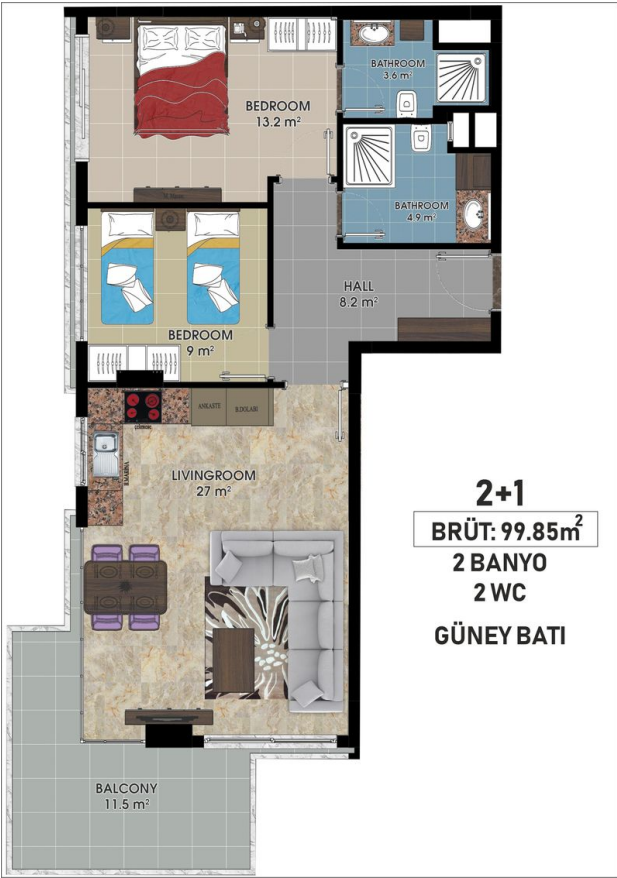 BATHROOM
3.6 m²
BEDROOM
13.2 m²
BATHROOM
4.9 m²
HALL
8.2 m²
BEDROOM
9 m²
ANKASTE
B.DOLABI
LIVINGROOM
27 m²
2+1
BRÜT: 99.85m²
2 BANYO
2 WC
GÜNEY BATI
BALCONY
11.5 m²